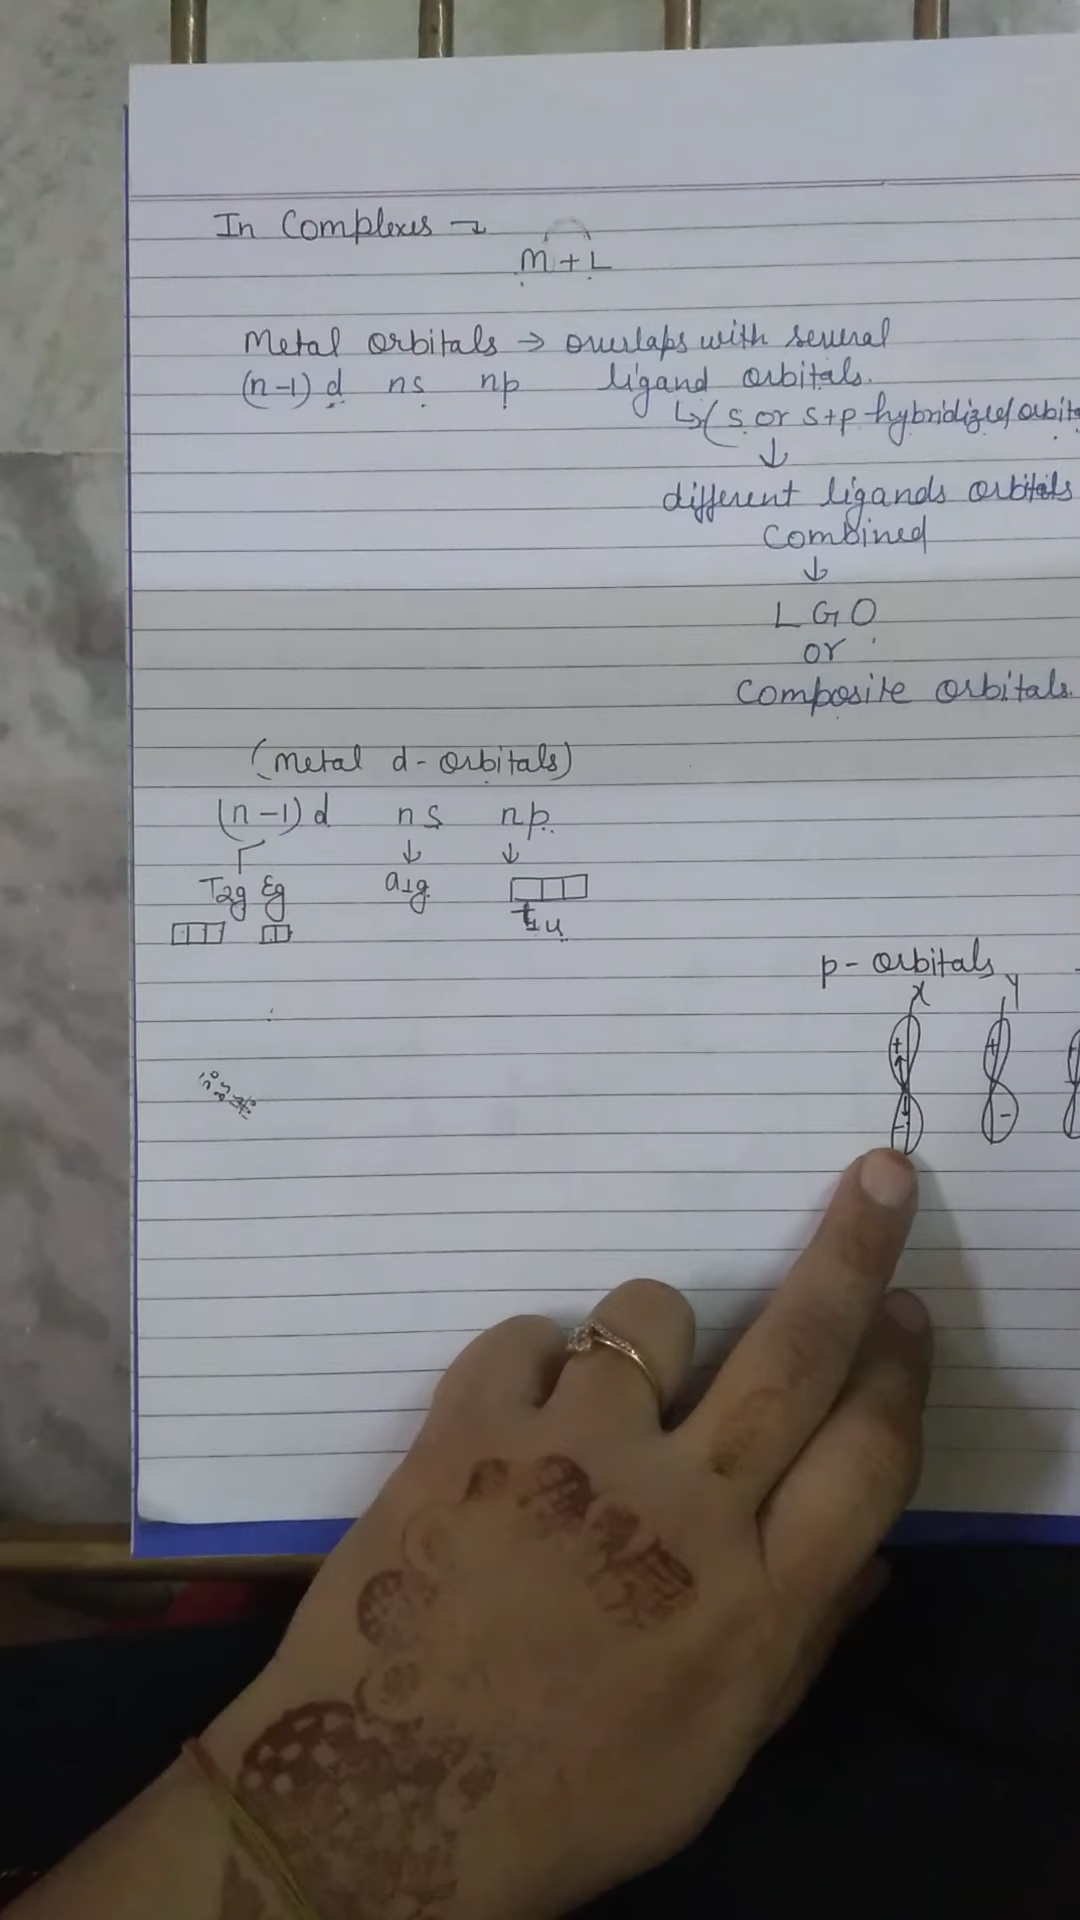 In Complexes →
M + L
Metal orbitals → overlaps with several
(n-1) d ns np ligand orbitals.
↳ (s or s+p hybridized orbita
↓
different ligands orbitals
combined
↓
LGO
or
composite orbitals.
(metal d-orbitals)
(n-1) d ns np
↓ ↓
T2g Eg a1g
t1u
p-orbitals
x y
+ +
- -